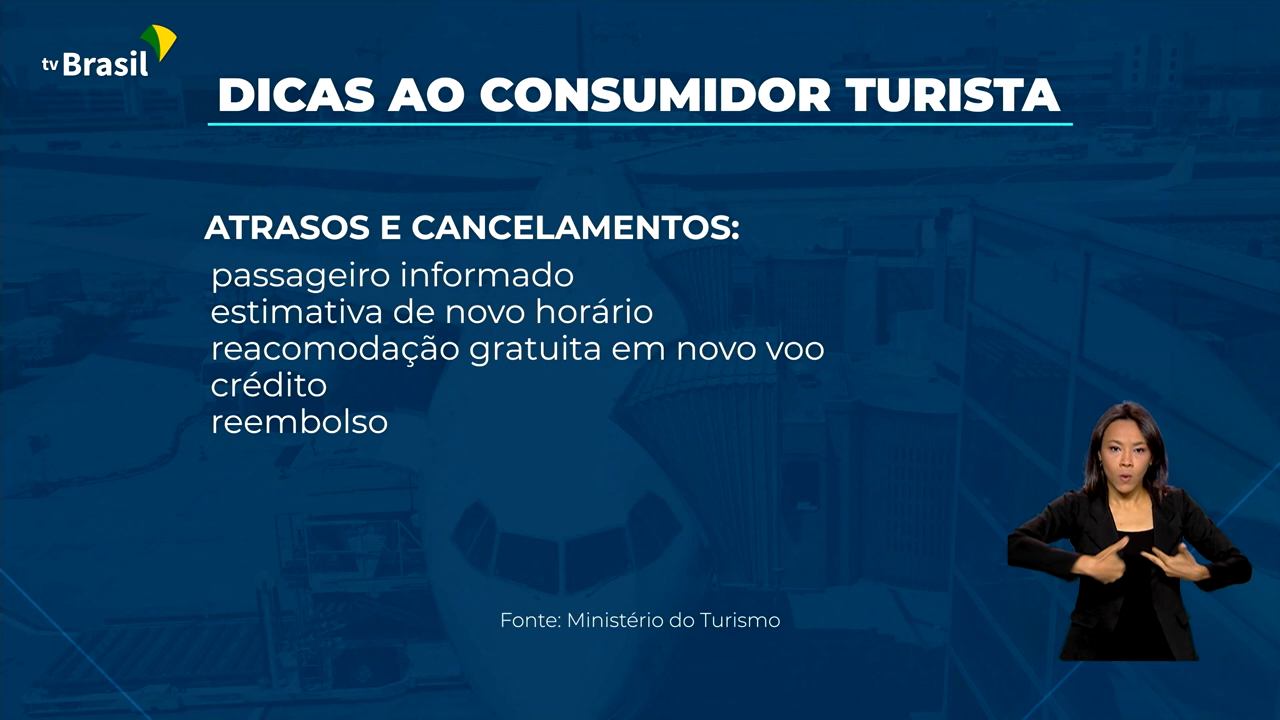 tv Brasil
DICAS AO CONSUMIDOR TURISTA
ATRASOS E CANCELAMENTOS:
passageiro informado
estimativa de novo horário
reacomodação gratuita em novo voo
crédito
reembolso
Fonte: Ministério do Turismo